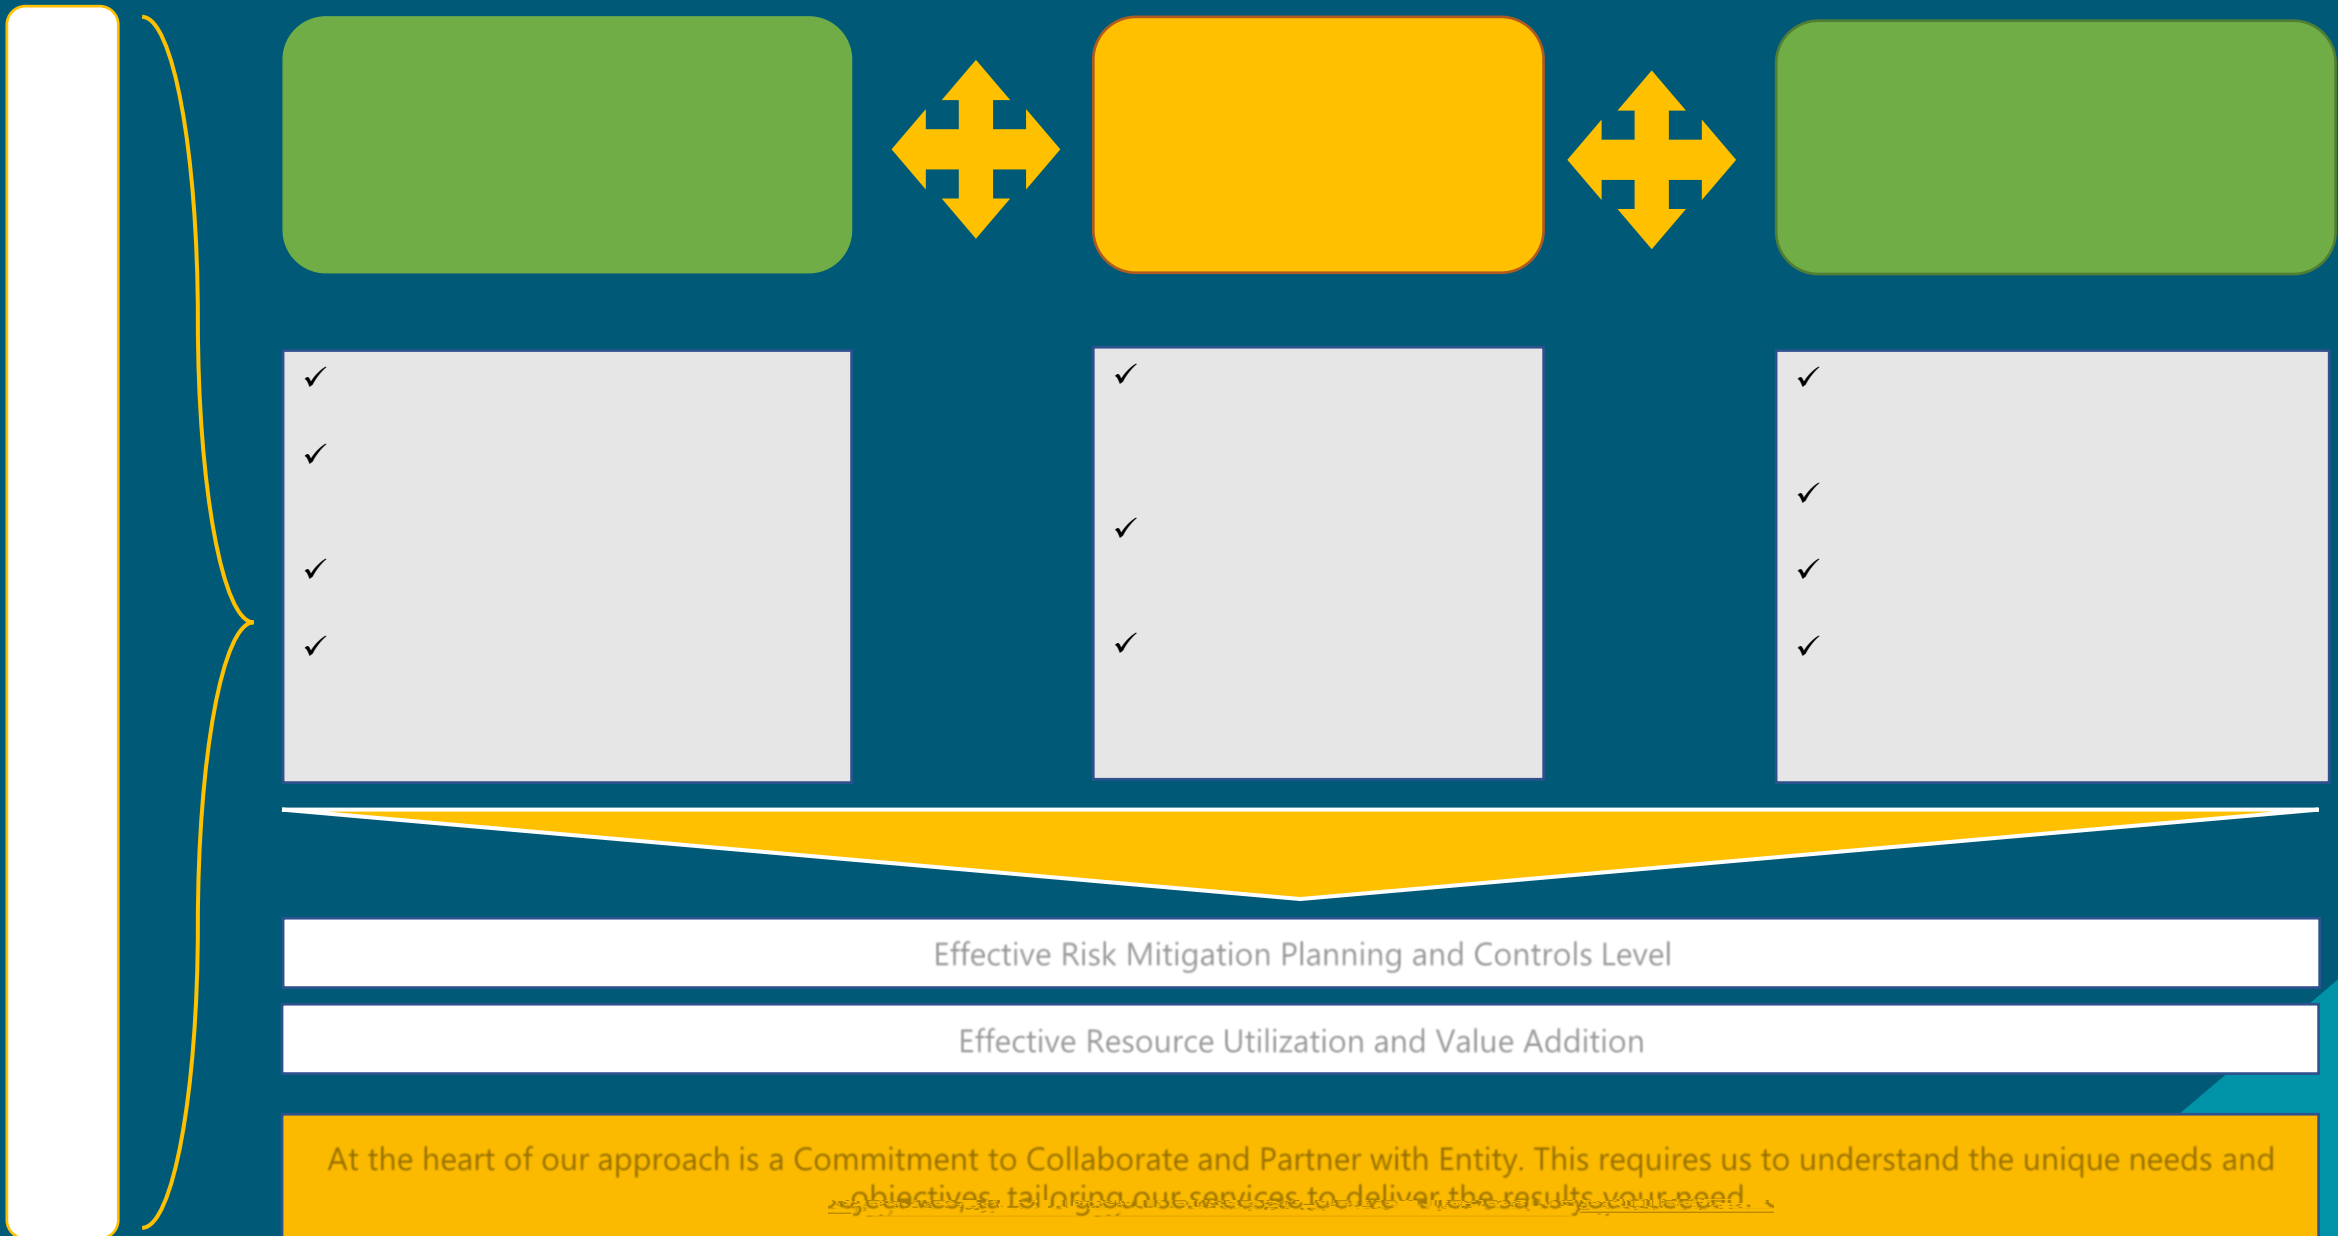 Effective Risk Mitigation Planning and Controls Level
Effective Resource Utilization and Value Addition
At the heart of our approach is a Commitment to Collaborate and Partner with Entity. This requires us to understand the unique needs and
objectives, tailoring our services to deliver the results your need.